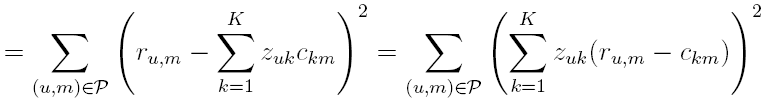 $$= \sum_{(u,m)\in\mathcal{P}} \left( r_{u,m} - \sum_{k=1}^{K} z_{uk} c_{km} \right)^2 = \sum_{(u,m)\in\mathcal{P}} \left( \sum_{k=1}^{K} z_{uk} (r_{u,m} - c_{km}) \right)^2$$